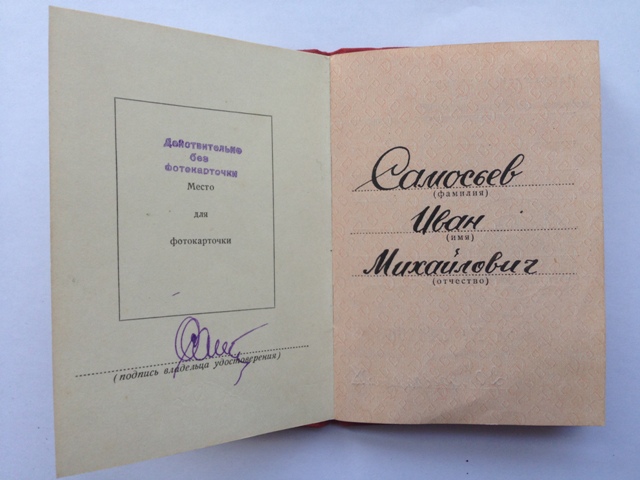 Действительно
без
фотокарточки
Место
для
фотокарточки
(подпись владельца удостоверения)
Самосьев
(фамилия)
Иван
(имя)
Михайлович
(отчество)